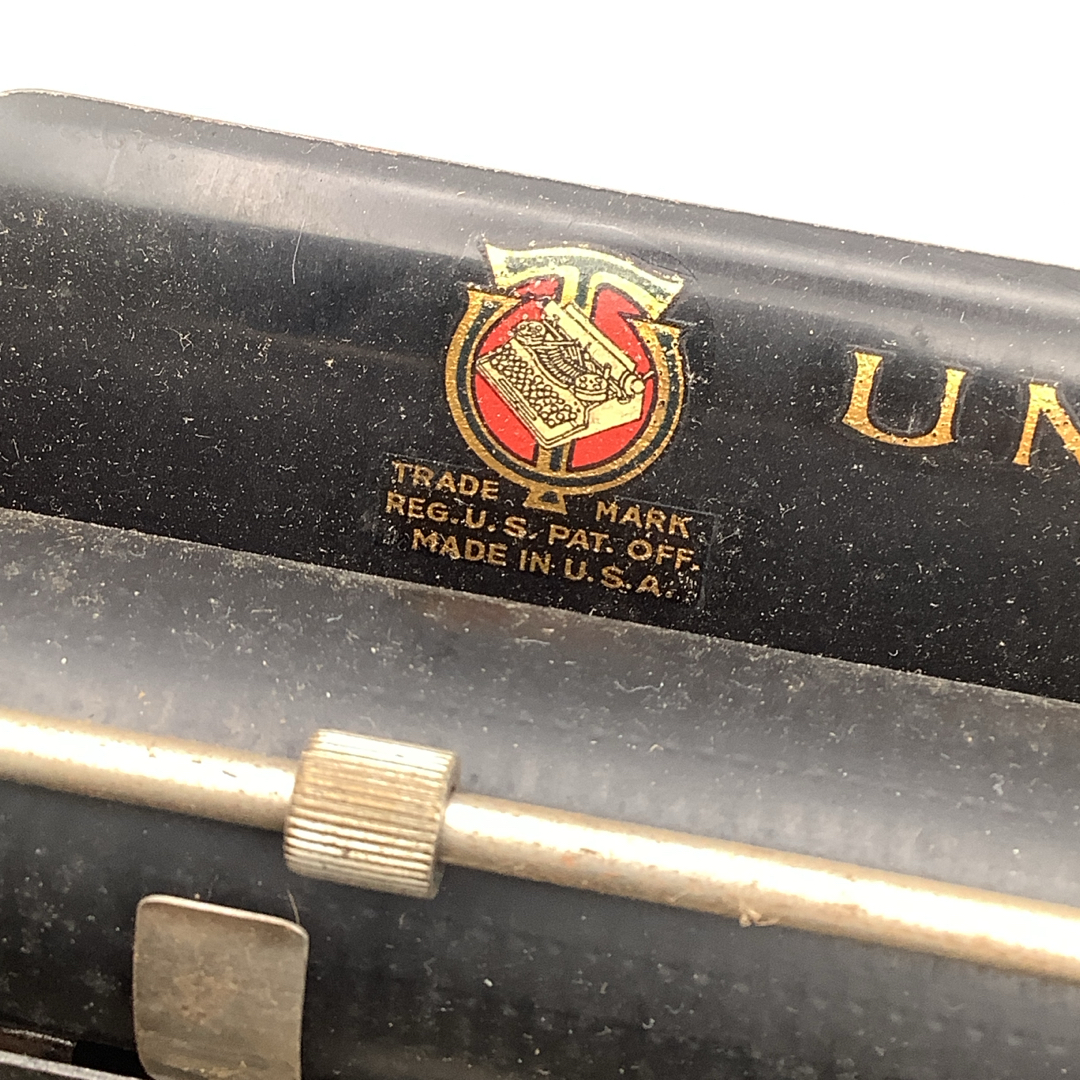 UN
TRADE MARK
REG. U. S. PAT. OFF.
MADE IN U. S. A.